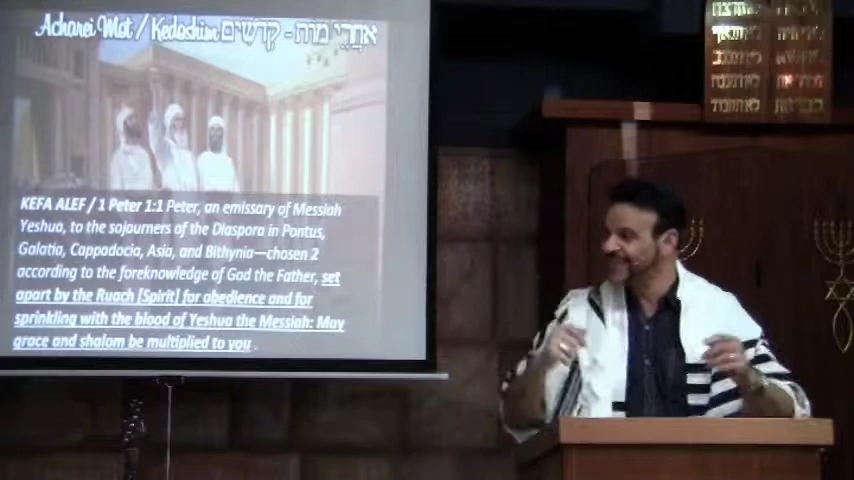 Acharei Mot / Kedoshim אַחֲרֵי מוֹת - קְדֹשִׁים
KEFA ALEF / 1 Peter 1:1 Peter, an emissary of Messiah
Yeshua, to the sojourners of the Diaspora in Pontus,
Galatia, Cappadocia, Asia, and Bithynia—chosen 2
according to the foreknowledge of God the Father, set
apart by the Ruach [Spirit] for obedience and for
sprinkling with the blood of Yeshua the Messiah: May
grace and shalom be multiplied to you .